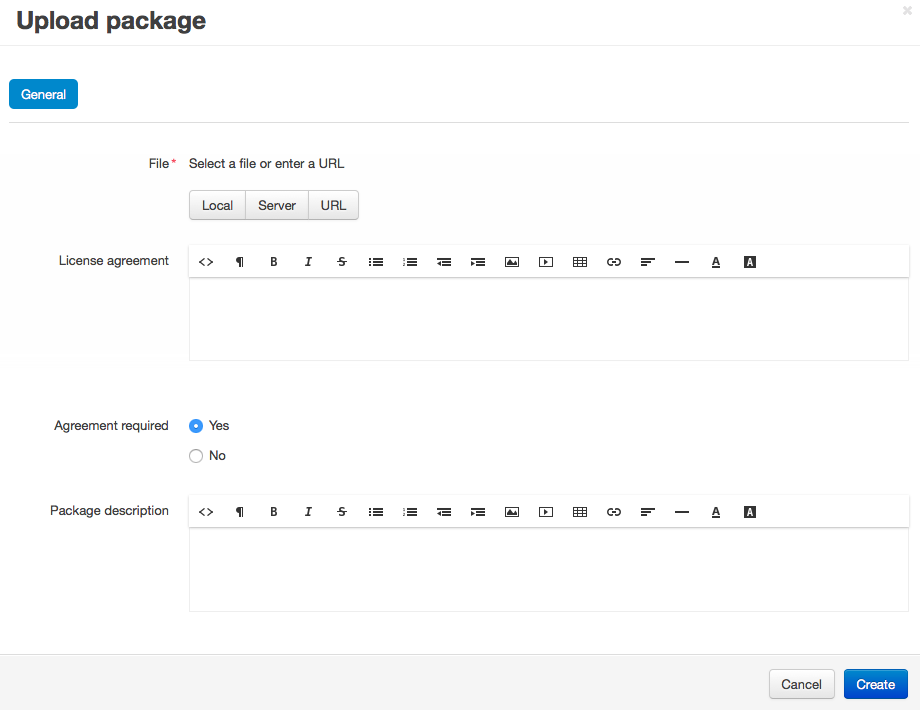 Upload package
General
File* Select a file or enter a URL
Local Server URL
License agreement
Agreement required Yes
No
Package description
Cancel Create